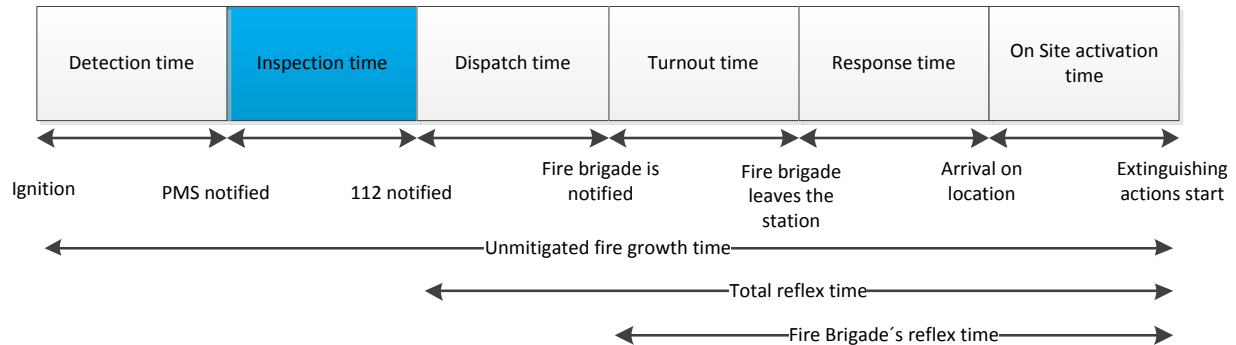 Detection time
Inspection time
Dispatch time
Turnout time
Response time
On Site activation
time
Ignition
PMS notified
112 notified
Fire brigade is
notified
Fire brigade
leaves the
station
Arrival on
location
Extinguishing
actions start
Unmitigated fire growth time
Total reflex time
Fire Brigade´s reflex time